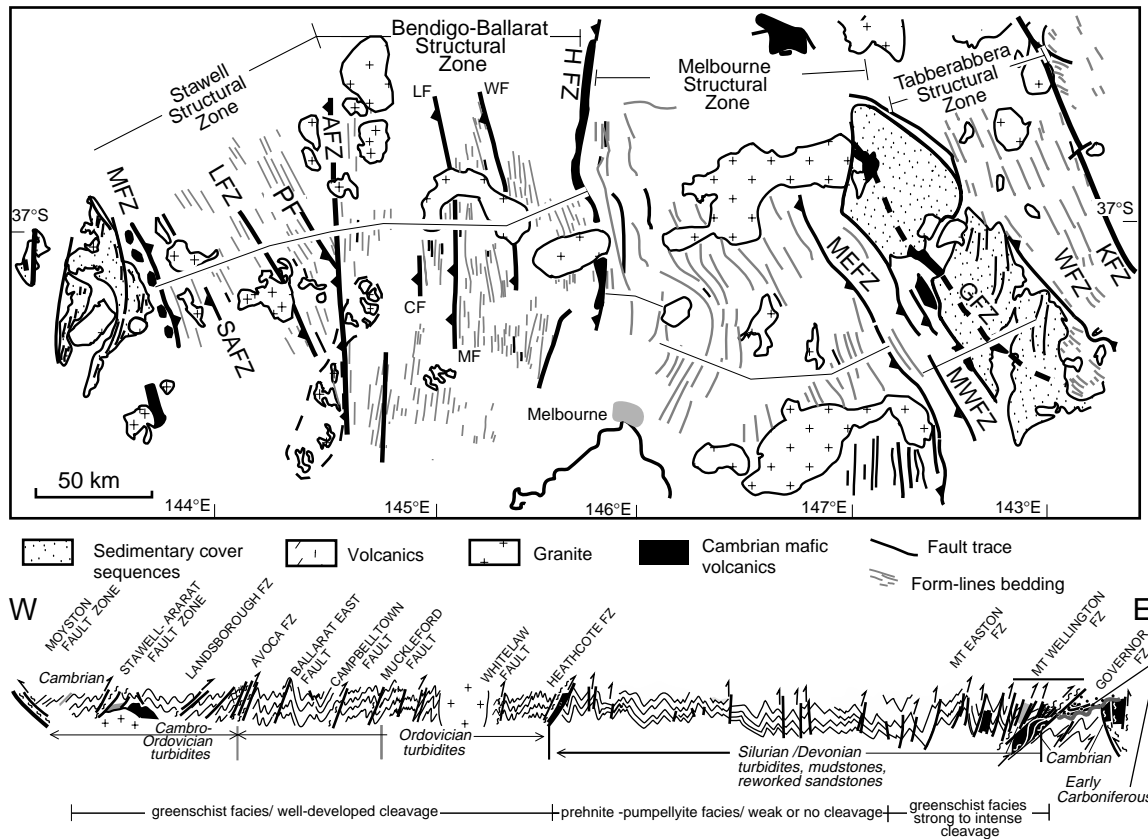 Bendigo-Ballarat
Structural
Zone
Stawell
Structural
Zone
Melbourne
Structural
Zone
Tabberabbera
Structural
Zone
H FZ
LF
WF
AFZ
MFZ
LFZ
PF
37°S
37°S
SAFZ
CF
MF
MEFZ
GFZ
WFZ
KFZ
MWFZ
Melbourne
50 km
144°E
145°E
146°E
147°E
143°E
Sedimentary cover
sequences
Volcanics
Granite
Cambrian mafic
volcanics
Fault trace
Form-lines bedding
W
E
MOYSTON
FAULT ZONE
STAWELL- ARARAT
FAULT ZONE
LANDSBOROUGH FZ
AVOCA FZ
BALLARAT EAST
FAULT
CAMPBELLTOWN
FAULT
MUCKLEFORD
FAULT
WHITELAW
FAULT
HEATHCOTE FZ
MT EASTON
FZ
MT WELLINGTON
FZ
GOVERNOR
FZ
Cambrian
Cambro-
Ordovician
turbidites
Ordovician
turbidites
Silurian /Devonian
turbidites, mudstones,
reworked sandstones
Cambrian
Early
Carboniferous
greenschist facies/ well-developed cleavage
prehnite -pumpellyite facies/ weak or no cleavage
greenschist facies
strong to intense
cleavage